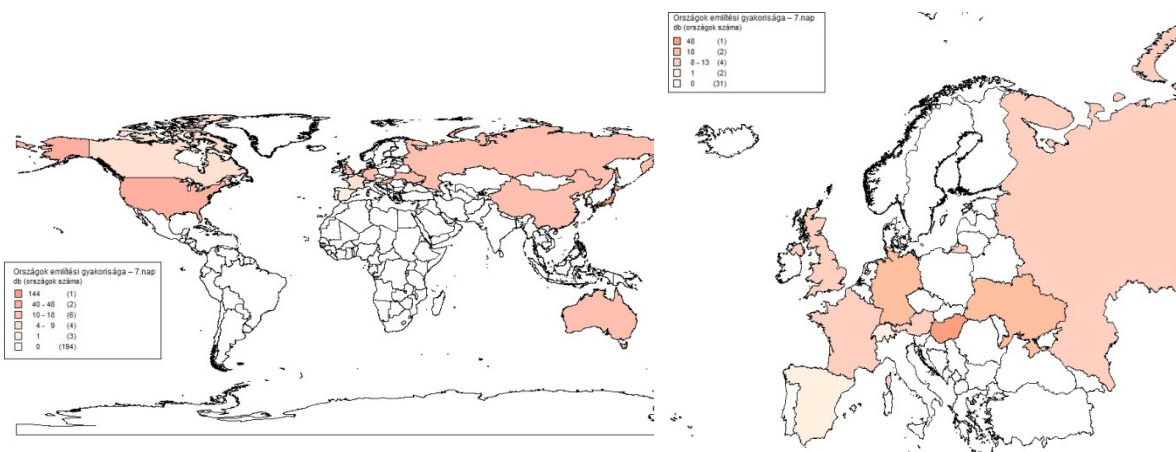 Országok említési gyakorisága – 7.nap
db (országok száma)
144 (1)
40 - 48 (2)
10 - 18 (6)
4 - 9 (4)
1 (3)
0 (194)
Országok említési gyakorisága – 7.nap
db (országok száma)
48 (1)
18 (2)
8 - 13 (4)
1 (2)
0 (31)